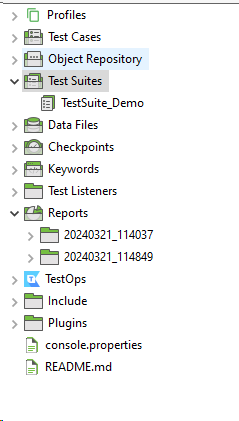 Profiles
Test Cases
Object Repository
Test Suites
TestSuite_Demo
Data Files
Checkpoints
Keywords
Test Listeners
Reports
20240321_114037
20240321_114849
TestOps
Include
Plugins
console.properties
README.md